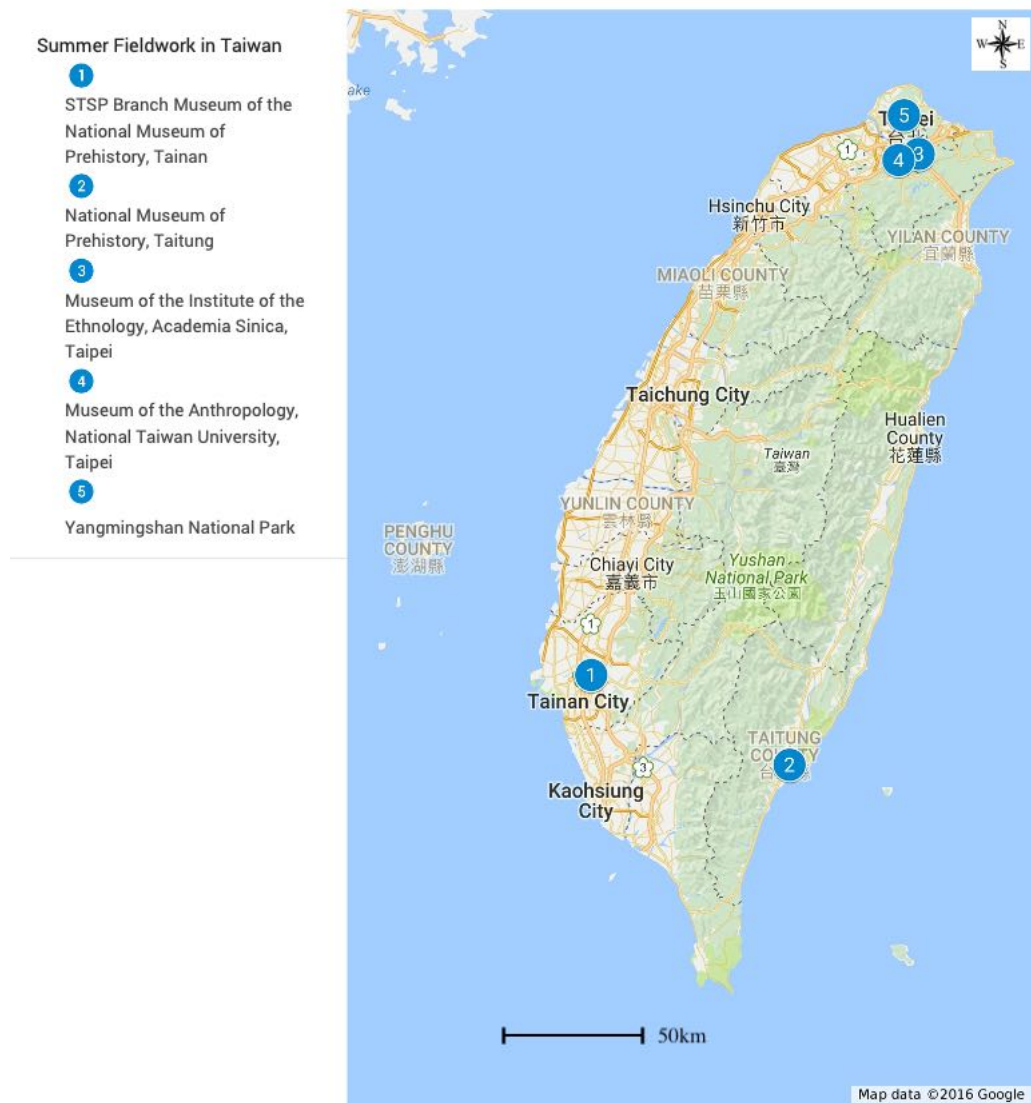 Summer Fieldwork in Taiwan
1
STSP Branch Museum of the
National Museum of
Prehistory, Tainan
2
National Museum of
Prehistory, Taitung
3
Museum of the Institute of the
Ethnology, Academia Sinica,
Taipei
4
Museum of the Anthropology,
National Taiwan University,
Taipei
5
Yangmingshan National Park
N
W E
S
ake
5
1
4
3
Hsinchu City
新竹市
YILAN COUNTY
宜蘭縣
MIAOLI COUNTY
苗栗縣
Taichung City
Hualien
County
花蓮縣
Taiwan
臺灣
YUNLIN COUNTY
雲林縣
PENGHU
COUNTY
澎湖縣
Chiayi City
嘉義市
Yushan
National Park
玉山國家公園
1
1
Tainan City
TAITUNG
2
3
Kaohsiung
City
50km
Map data ©2016 Google